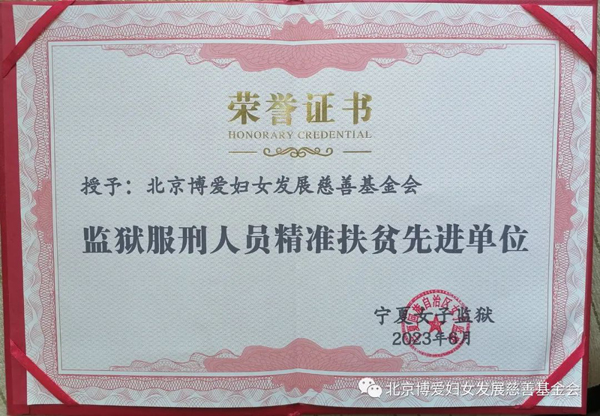 荣誉证书
HONORARY CREDENTIAL
授予：北京博爱妇女发展慈善基金会
监狱服刑人员精准扶贫先进单位
宁夏女子监狱
2023年6月
北京博爱妇女发展慈善基金会